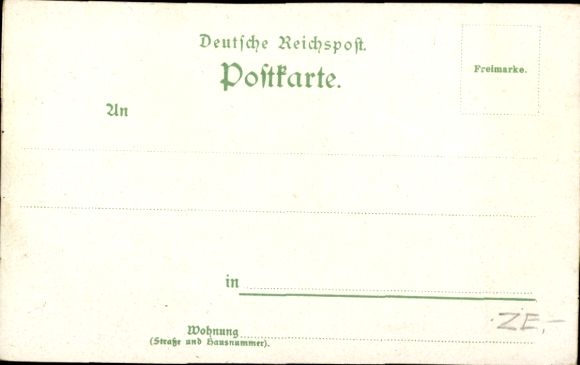 Deutſche Reichspoſt.
Poſtkarte.
Freimarke.
An
in
Wohnung
(Straße und Hausnummer).
ZE,-